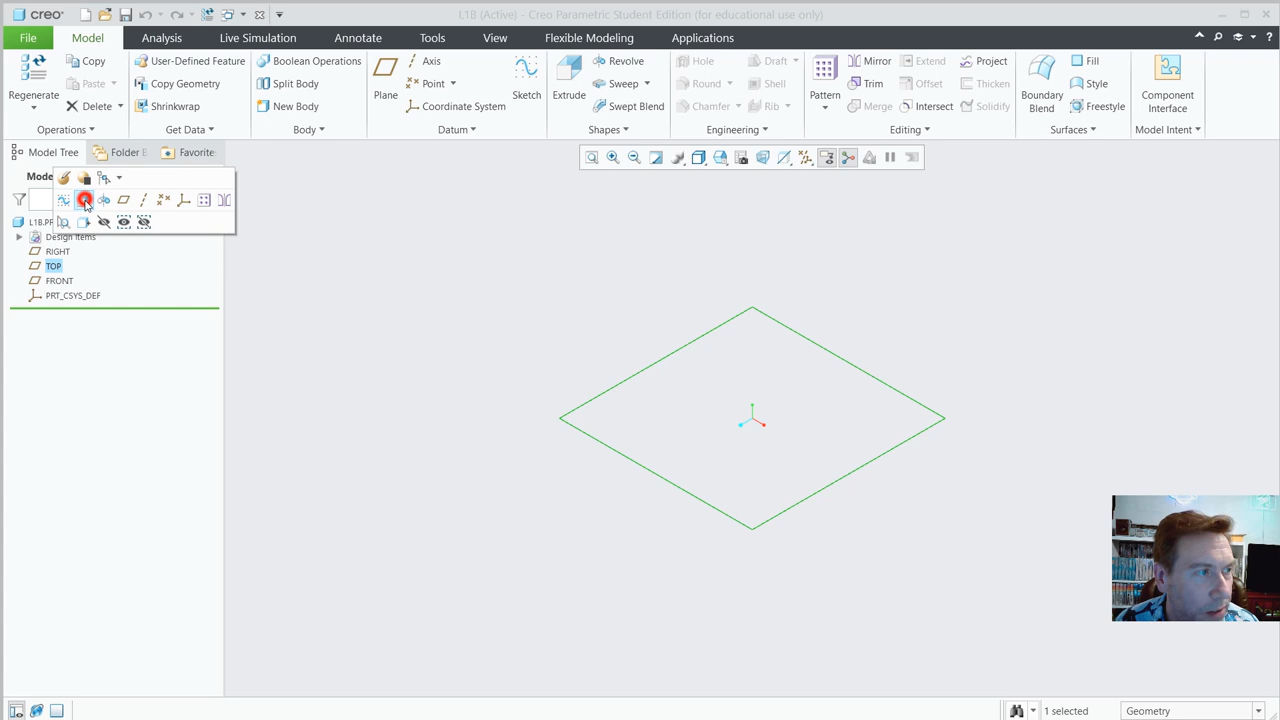 creo® L1B (Active) - Creo Parametric Student Edition (for educational use only)
File Model Analysis Live Simulation Annotate Tools View Flexible Modeling Applications
Regenerate
Copy
Paste
Delete
Operations
User-Defined Feature
Copy Geometry
Shrinkwrap
Get Data
Boolean Operations
Split Body
New Body
Body
Plane
Axis
Point
Coordinate System
Sketch
Datum
Extrude
Revolve
Sweep
Swept Blend
Shapes
Hole
Round
Chamfer
Draft
Shell
Rib
Engineering
Pattern
Mirror
Trim
Merge
Extend
Offset
Intersect
Project
Thicken
Solidify
Editing
Boundary
Blend
Fill
Style
Freestyle
Surfaces
Component
Interface
Model Intent
Model Tree Folder B Favorite
Mode
L1B.PR
Design Items
RIGHT
TOP
FRONT
PRT_CSYS_DEF
1 selected Geometry